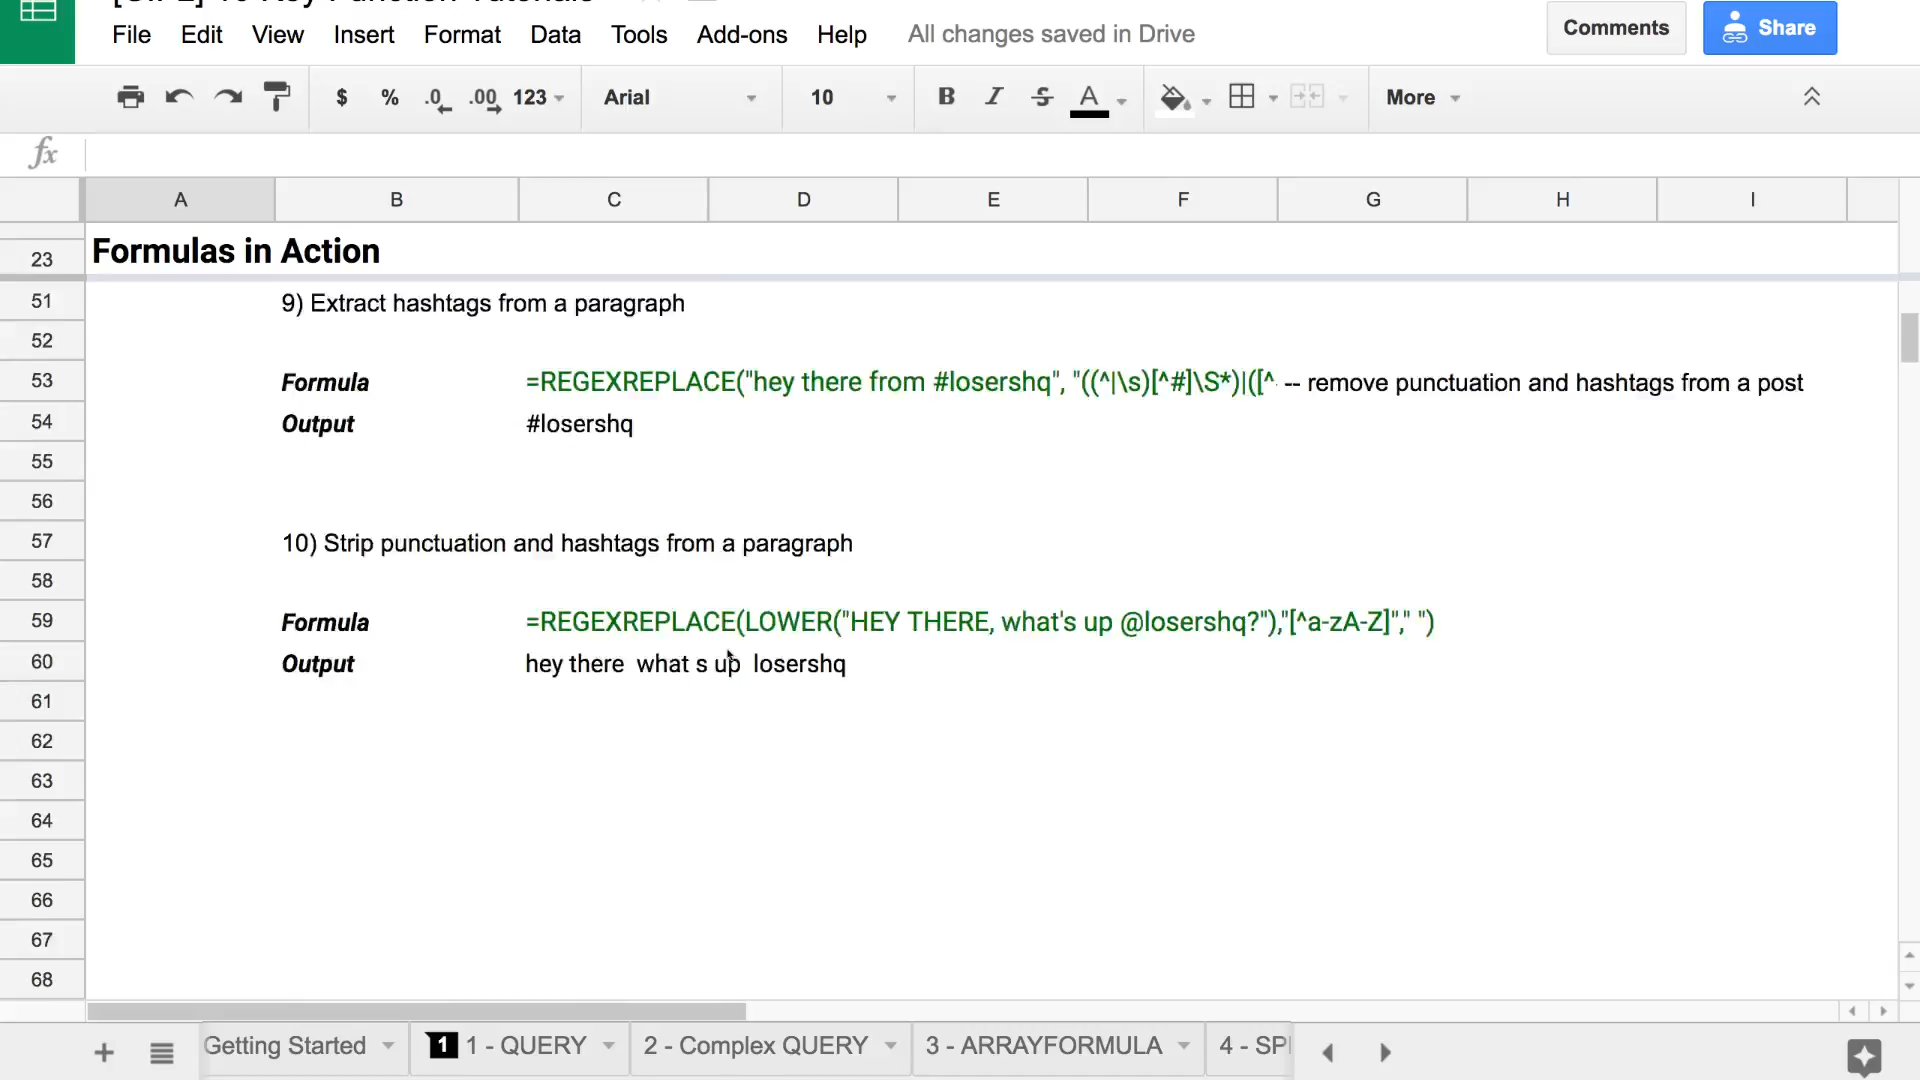 File Edit View Insert Format Data Tools Add-ons Help All changes saved in Drive Comments Share
$ % .0 .00 123 Arial 10 B I S A More
fx
A B C D E F G H I
23 Formulas in Action
51 9) Extract hashtags from a paragraph
52
53 Formula =REGEXREPLACE("hey there from #losershq", "((^|\s)[^#]\S*)|([^ -- remove punctuation and hashtags from a post
54 Output #losershq
55
56
57 10) Strip punctuation and hashtags from a paragraph
58
59 Formula =REGEXREPLACE(LOWER("HEY THERE, what's up @losershq?"),"[^a-zA-Z]"," ")
60 Output hey there  what s up  losershq
61
62
63
64
65
66
67
68
+ Getting Started 1 1 - QUERY 2 - Complex QUERY 3 - ARRAYFORMULA 4 - SP